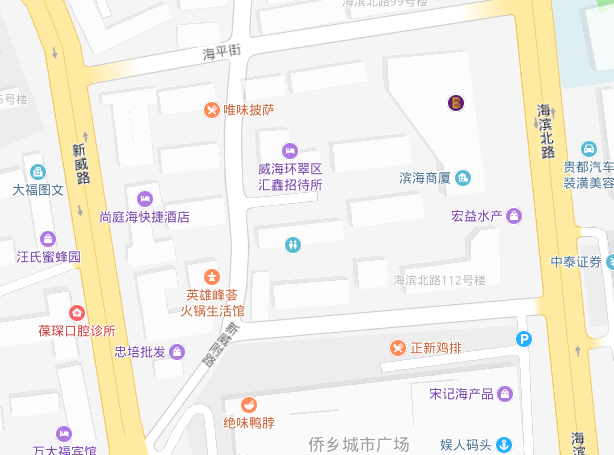 海滨北路99号楼
海平街
5号楼
唯味披萨
B
海滨北路
新威路
威海环翠区
汇鑫招待所
贵都汽车
装潢美容
大福图文
滨海商厦
尚庭海快捷酒店
宏益水产
汪氏蜜蜂园
中泰证券
海滨北路112号楼
英雄峰荟
火锅生活馆
葆琛口腔诊所
P
忠培批发
正新鸡排
宋记海产品
绝味鸭脖
侨乡城市广场
娱人码头
万大福宾馆
海滨